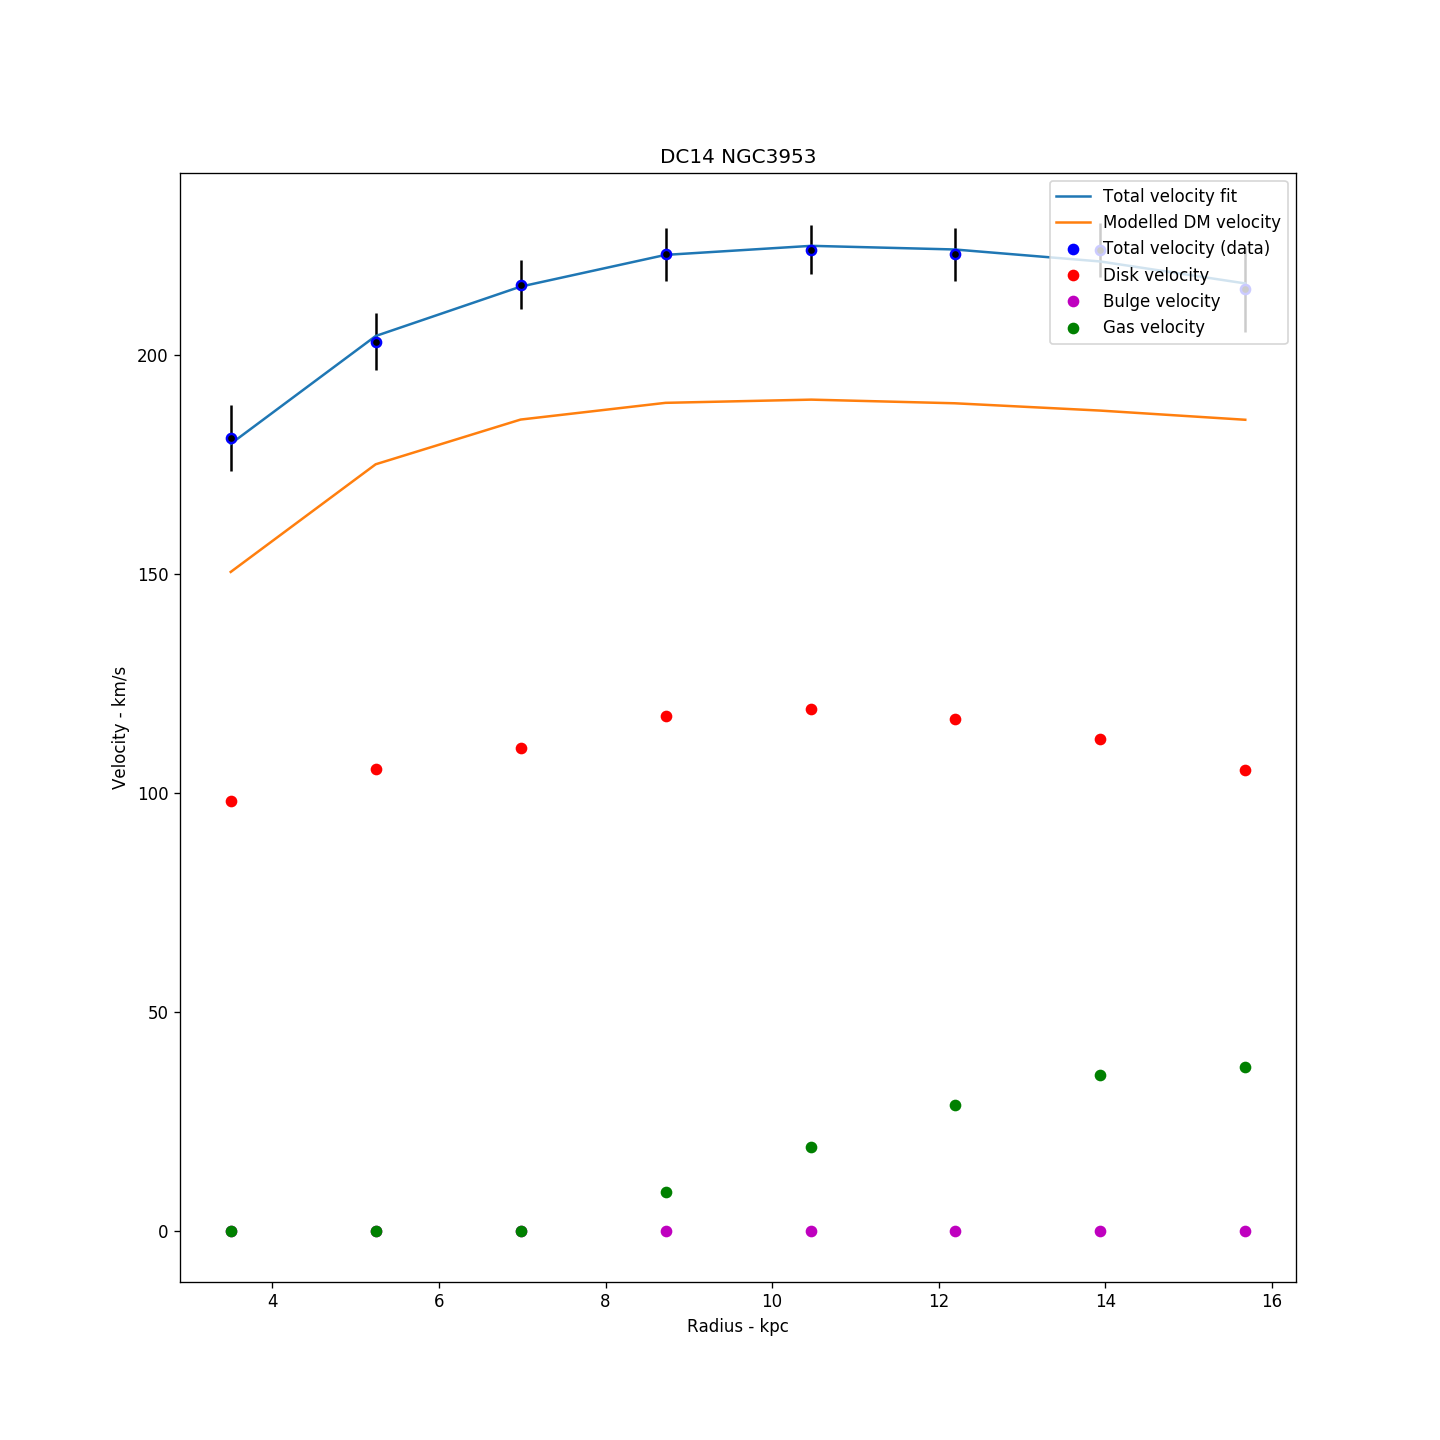 DC14 NGC3953
Total velocity fit
Modelled DM velocity
Total velocity (data)
Disk velocity
Bulge velocity
Gas velocity
200
150
100
50
0
Velocity - km/s
4 6 8 10 12 14 16
Radius - kpc